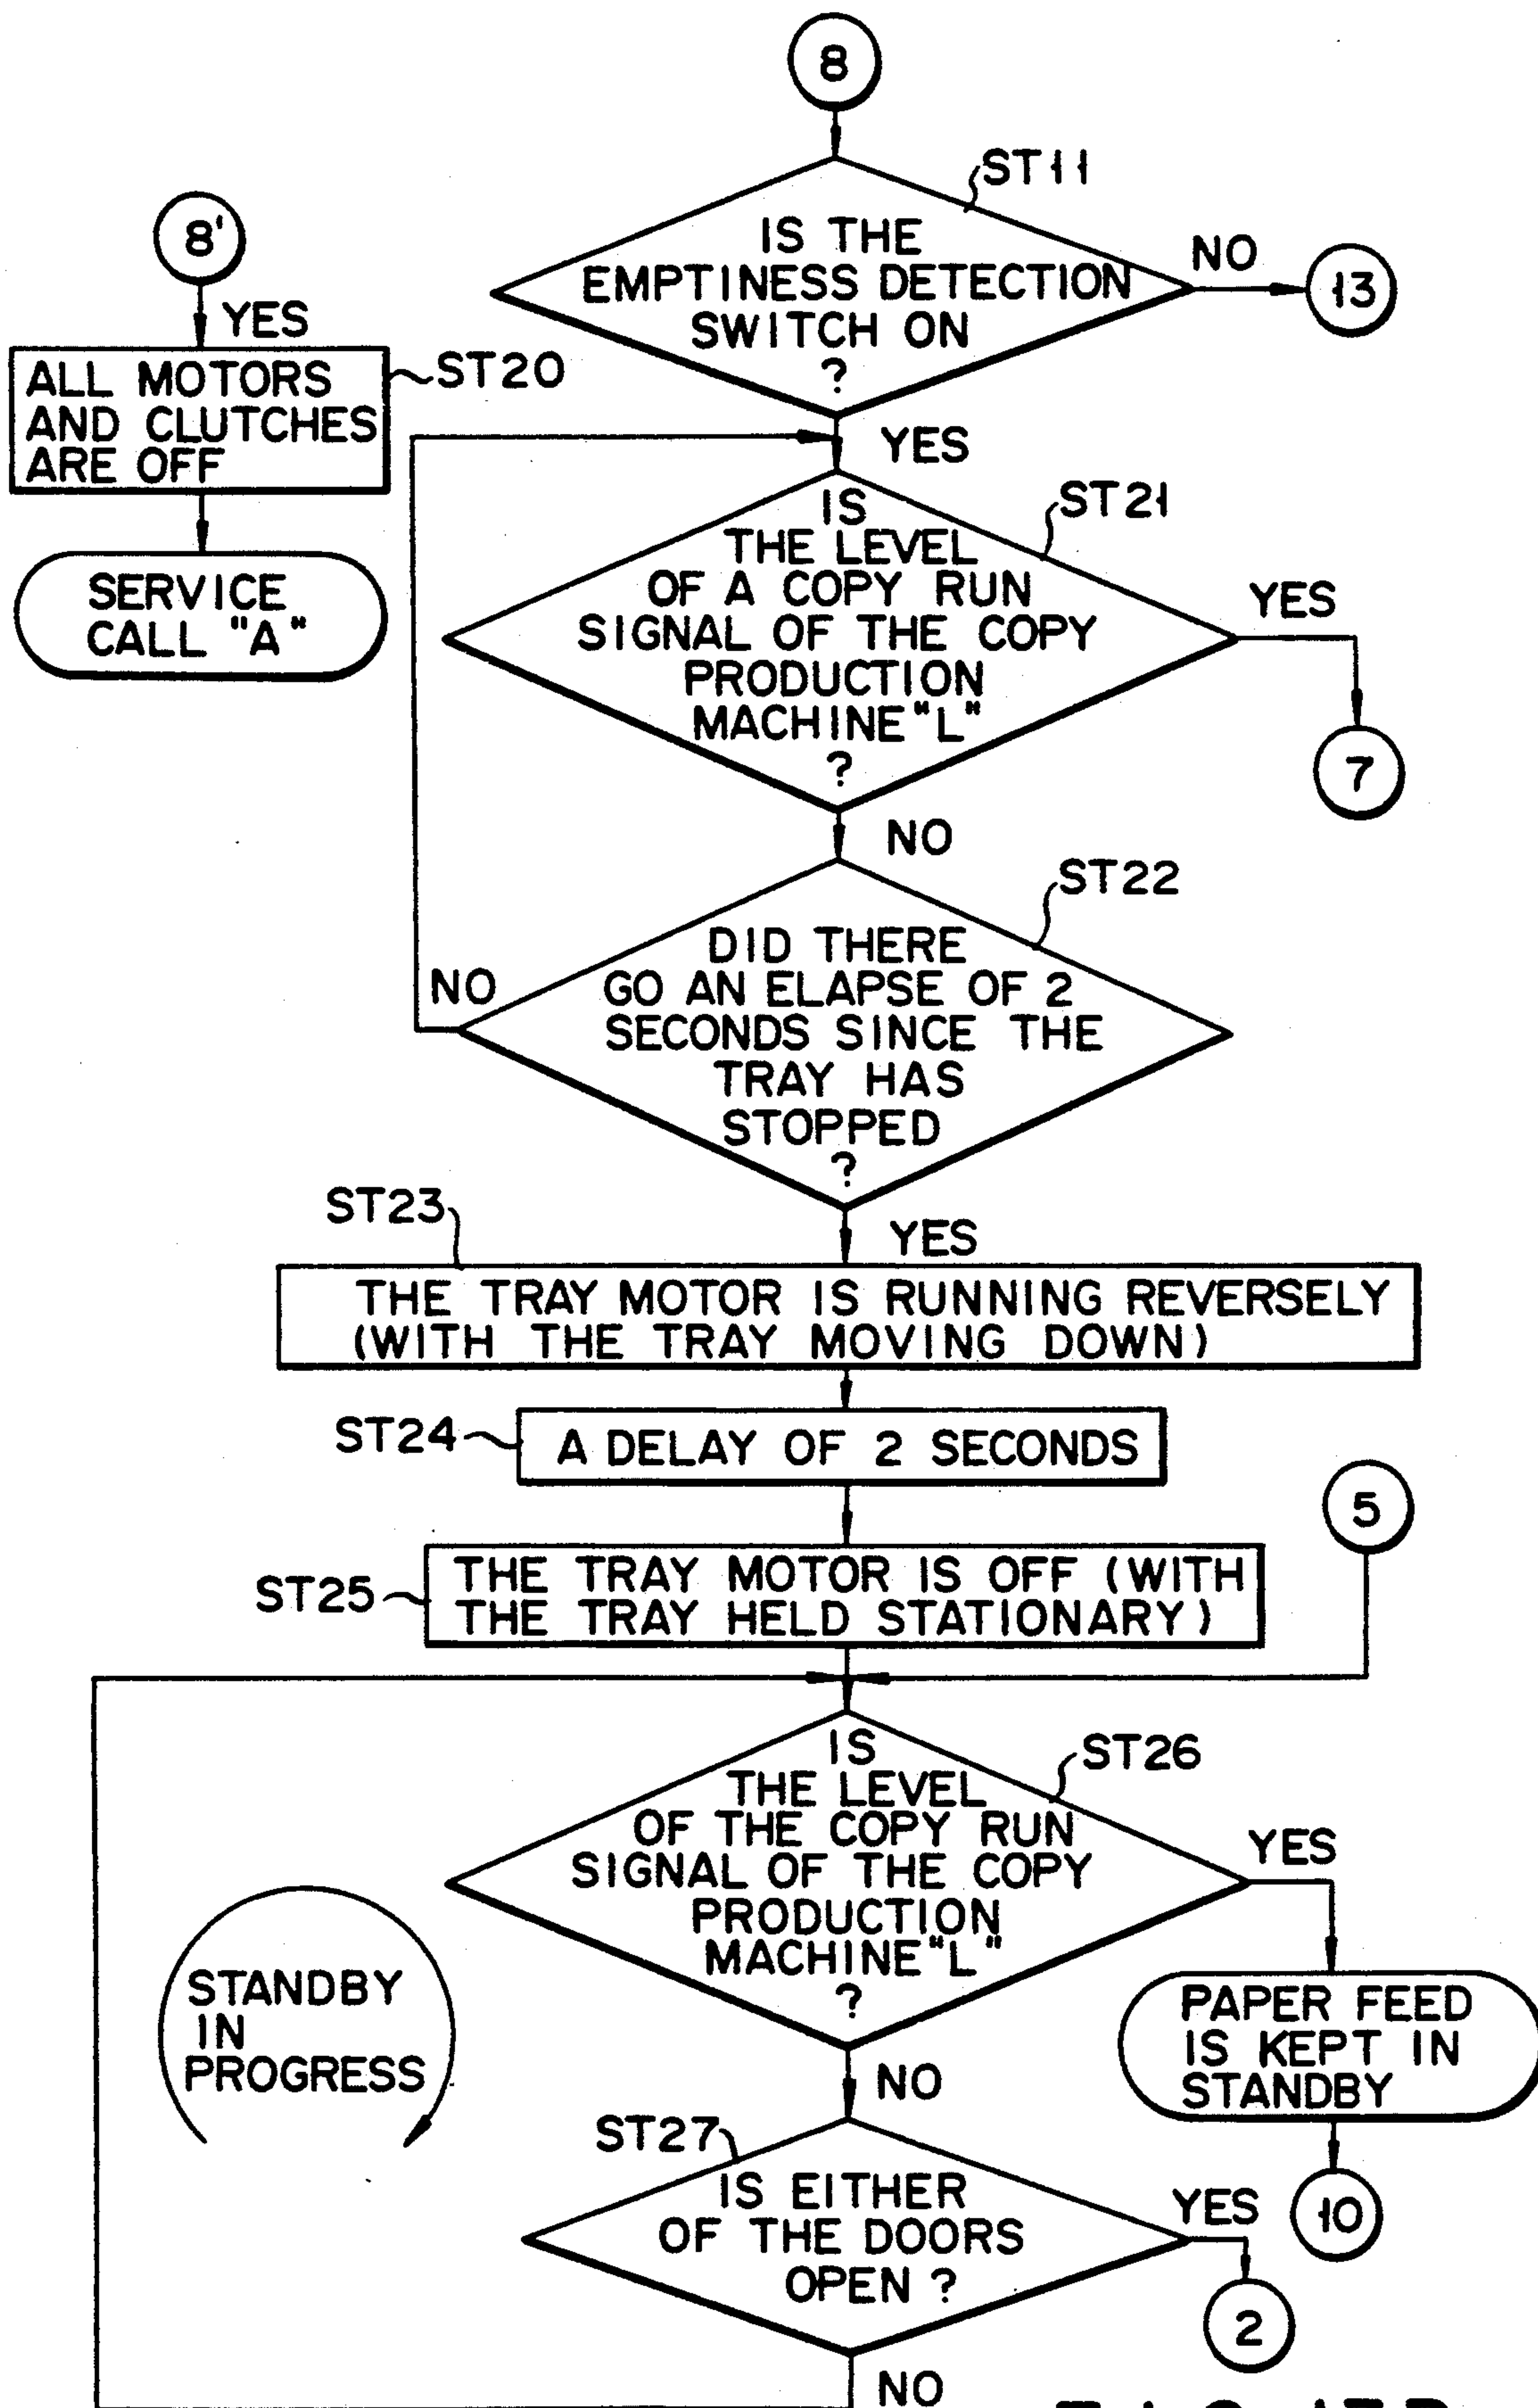 8
ST11
IS THE
EMPTINESS DETECTION
SWITCH ON
?
NO
13
8'
YES
ALL MOTORS
AND CLUTCHES
ARE OFF
ST20
SERVICE
CALL "A"
YES
IS
THE LEVEL
OF A COPY RUN
SIGNAL OF THE COPY
PRODUCTION
MACHINE "L"
?
ST21
YES
7
NO
ST22
DID THERE
GO AN ELAPSE OF 2
SECONDS SINCE THE
TRAY HAS
STOPPED
?
NO
YES
ST23
THE TRAY MOTOR IS RUNNING REVERSELY
(WITH THE TRAY MOVING DOWN)
ST24
A DELAY OF 2 SECONDS
5
ST25
THE TRAY MOTOR IS OFF (WITH
THE TRAY HELD STATIONARY)
ST26
IS
THE LEVEL
OF THE COPY RUN
SIGNAL OF THE COPY
PRODUCTION
MACHINE "L"
?
YES
STANDBY
IN
PROGRESS
PAPER FEED
IS KEPT IN
STANDBY
10
NO
ST27
IS EITHER
OF THE DOORS
OPEN ?
YES
2
NO